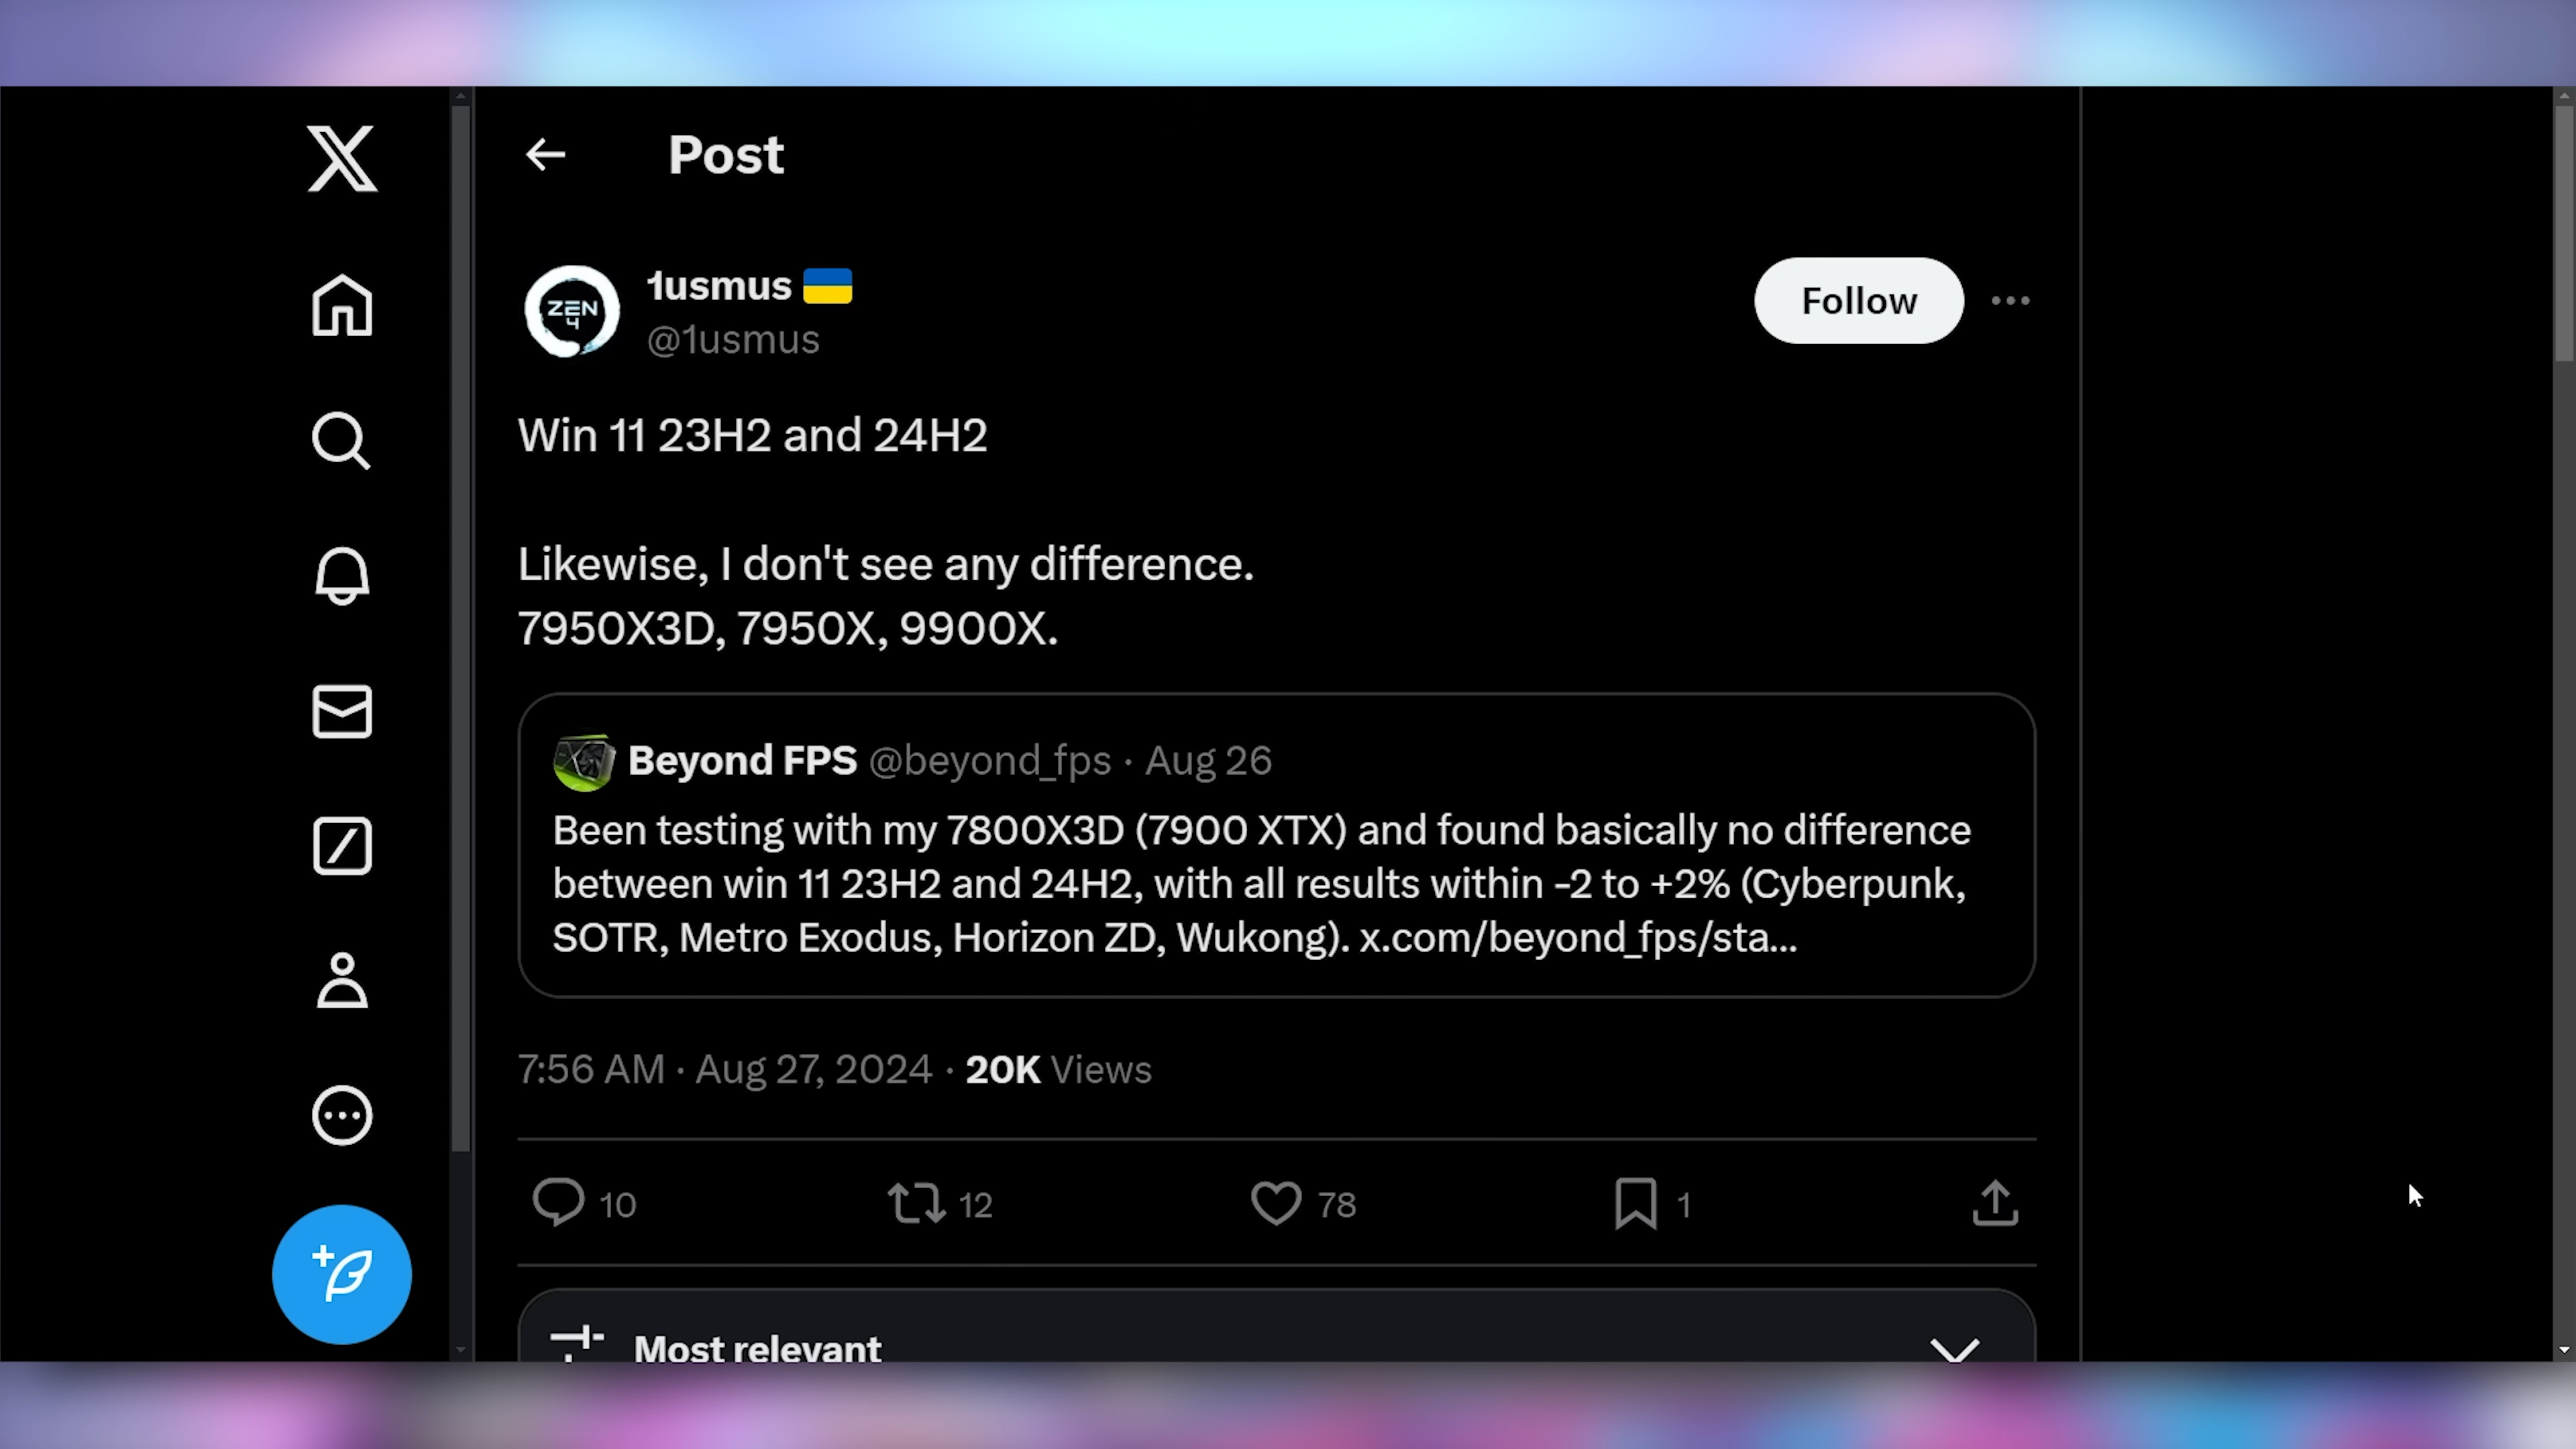 Post
ZEN
4
1usmus 🇺🇦
@1usmus
Follow
Win 11 23H2 and 24H2
Likewise, I don't see any difference.
7950X3D, 7950X, 9900X.
Beyond FPS @beyond_fps · Aug 26
Been testing with my 7800X3D (7900 XTX) and found basically no difference
between win 11 23H2 and 24H2, with all results within -2 to +2% (Cyberpunk,
SOTR, Metro Exodus, Horizon ZD, Wukong). x.com/beyond_fps/sta...
7:56 AM · Aug 27, 2024 · 20K Views
10 12 78 1
Most relevant